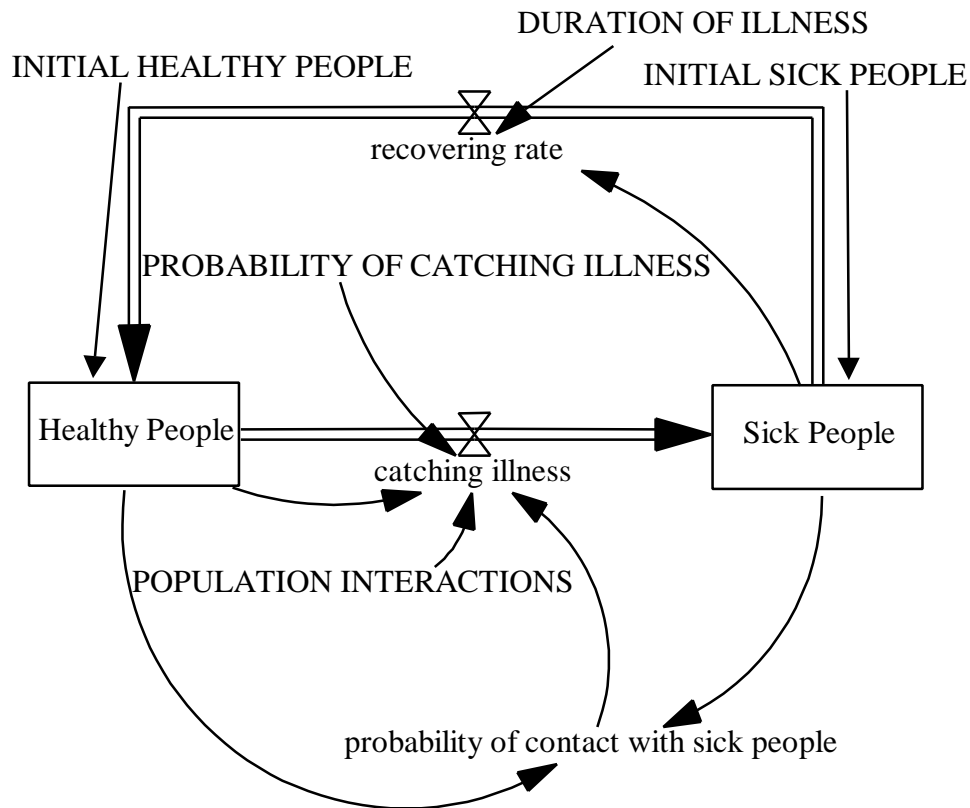 DURATION OF ILLNESS
INITIAL HEALTHY PEOPLE
INITIAL SICK PEOPLE
recovering rate
PROBABILITY OF CATCHING ILLNESS
Healthy People
Sick People
catching illness
POPULATION INTERACTIONS
probability of contact with sick people